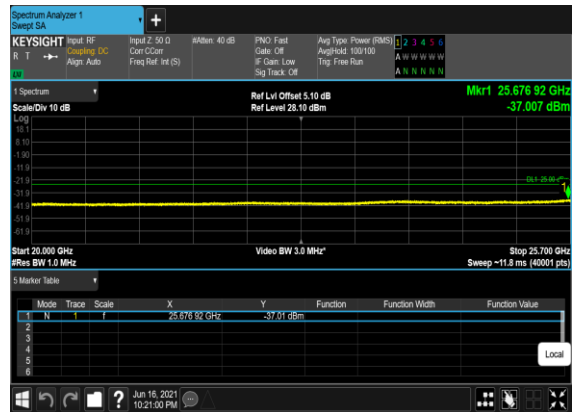 Spectrum Analyzer 1
Swept SA
+
KEYSIGHT Input: RF Input Z: 50 Ω #Atten: 40 dB PNO: Fast Avg Type: Power (RMS) 1 2 3 4 5 6
R T Coupling: DC Corr CCorr Gate: Off Avg|Hold: 100/100 A W W W W W
Align: Auto Freq Ref: Int (S) IF Gain: Low Trig: Free Run
Sig Track: Off A N N N N N
1 Spectrum Ref Lvl Offset 5.10 dB Mkr1 25.676 92 GHz
Scale/Div 10 dB Ref Level 28.10 dBm -37.007 dBm
Log
18.1
8.10
-1.90
-11.9
-21.9
-31.9
-41.9
-51.9
-61.9
1
Start 20.000 GHz Video BW 3.0 MHz* Stop 25.700 GHz
#Res BW 1.0 MHz Sweep ~11.8 ms (40001 pts)
5 Marker Table
Mode Trace Scale X Y Function Function Width Function Value
1 N 1 f 25.676 92 GHz -37.01 dBm
2
3
4
5
6
Local
? Jun 16, 2021
10:21:00 PM